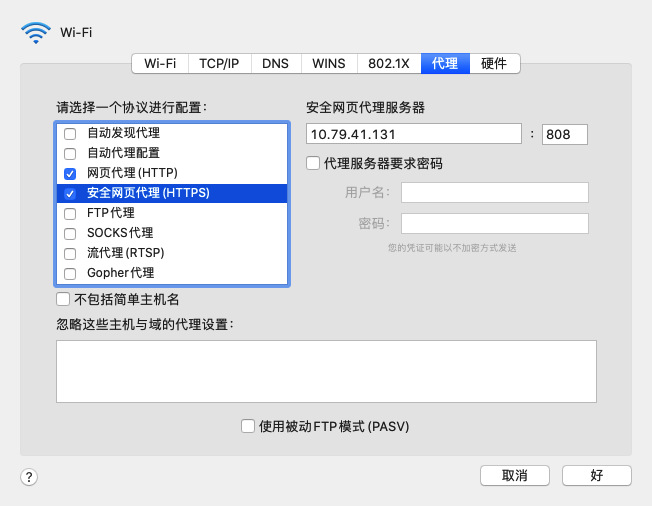 Wi-Fi
Wi-Fi TCP/IP DNS WINS 802.1X 代理 硬件
请选择一个协议进行配置：
自动发现代理
自动代理配置
网页代理(HTTP)
安全网页代理(HTTPS)
FTP代理
SOCKS代理
流代理(RTSP)
Gopher代理
安全网页代理服务器
10.79.41.131 : 808
代理服务器要求密码
用户名：
密码：
您的凭证可能以不加密方式发送
不包括简单主机名
忽略这些主机与域的代理设置：
使用被动FTP模式(PASV)
? 取消 好